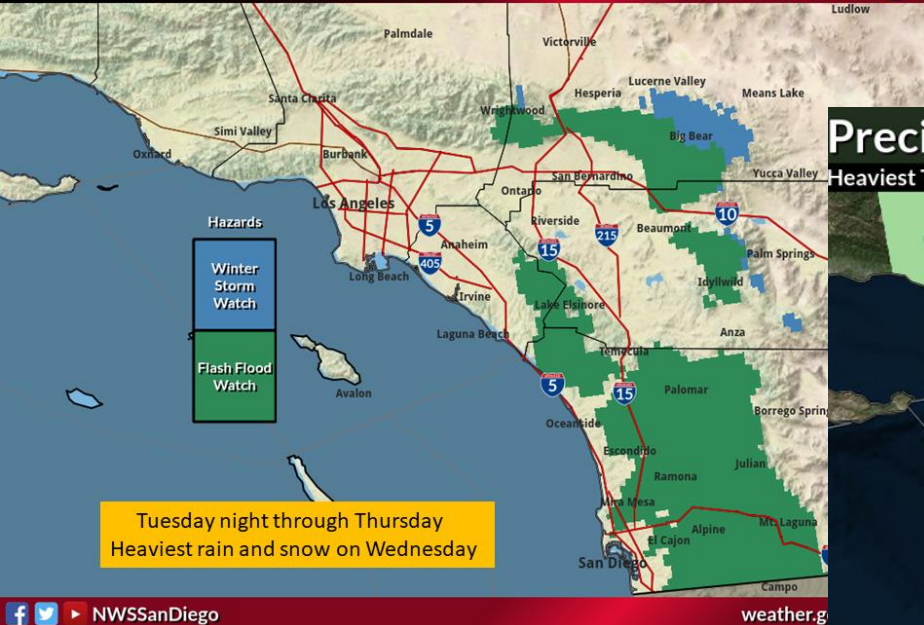 Ludlow
Palmdale
Victorville
Lucerne Valley
Hesperia
Means Lake
Santa Clarita
Wrightwood
Simi Valley
Big Bear
Oxnard
Burbank
Yucca Valley
San Bernardino
Ontario
Los Angeles
10
Hazards
5
Riverside
Beaumont
15
215
Anaheim
Palm Springs
405
Winter
Storm
Watch
Long Beach
Idyllwild
Irvine
Lake Elsinore
Laguna Beach
Anza
Temecula
Flash Flood
Watch
Avalon
5
15
Palomar
Borrego Spring
Oceanside
Escondido
Julian
Ramona
Mira Mesa
Tuesday night through Thursday
Heaviest rain and snow on Wednesday
Alpine
Mt. Laguna
El Cajon
San Diego
Campo
NWSSanDiego
weather.g
Preci
Heaviest T